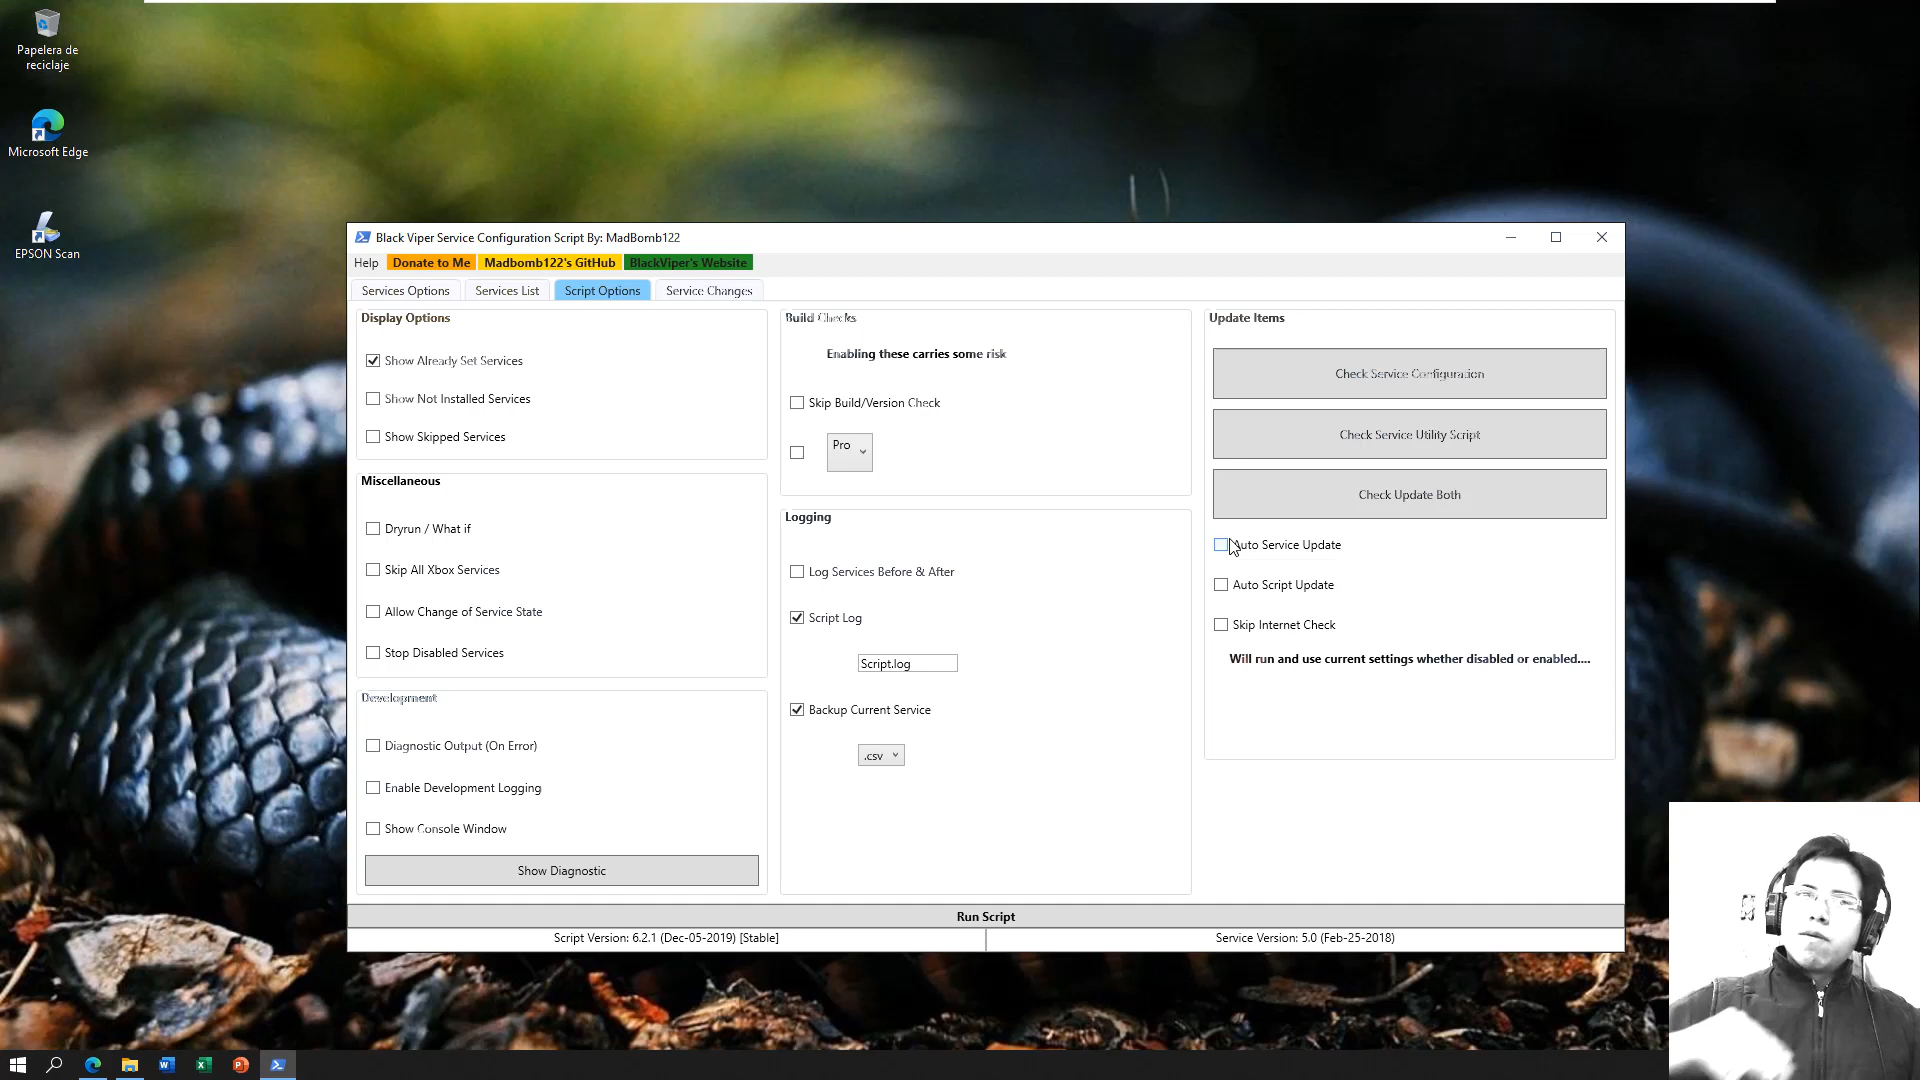 Papelera de
reciclaje
Microsoft Edge
EPSON Scan
Black Viper Service Configuration Script By: MadBomb122
Help
Donate to Me
Madbomb122's GitHub
BlackViper's Website
Services Options
Services List
Script Options
Service Changes
Display Options
Show Already Set Services
Show Not Installed Services
Show Skipped Services
Miscellaneous
Dryrun / What if
Skip All Xbox Services
Allow Change of Service State
Stop Disabled Services
Development
Diagnostic Output (On Error)
Enable Development Logging
Show Console Window
Show Diagnostic
Build Checks
Enabling these carries some risk
Skip Build/Version Check
Pro
Logging
Log Services Before & After
Script Log
Script.log
Backup Current Service
.csv
Update Items
Check Service Configuration
Check Service Utility Script
Check Update Both
Auto Service Update
Auto Script Update
Skip Internet Check
Will run and use current settings whether disabled or enabled....
Run Script
Script Version: 6.2.1 (Dec-05-2019) [Stable]
Service Version: 5.0 (Feb-25-2018)